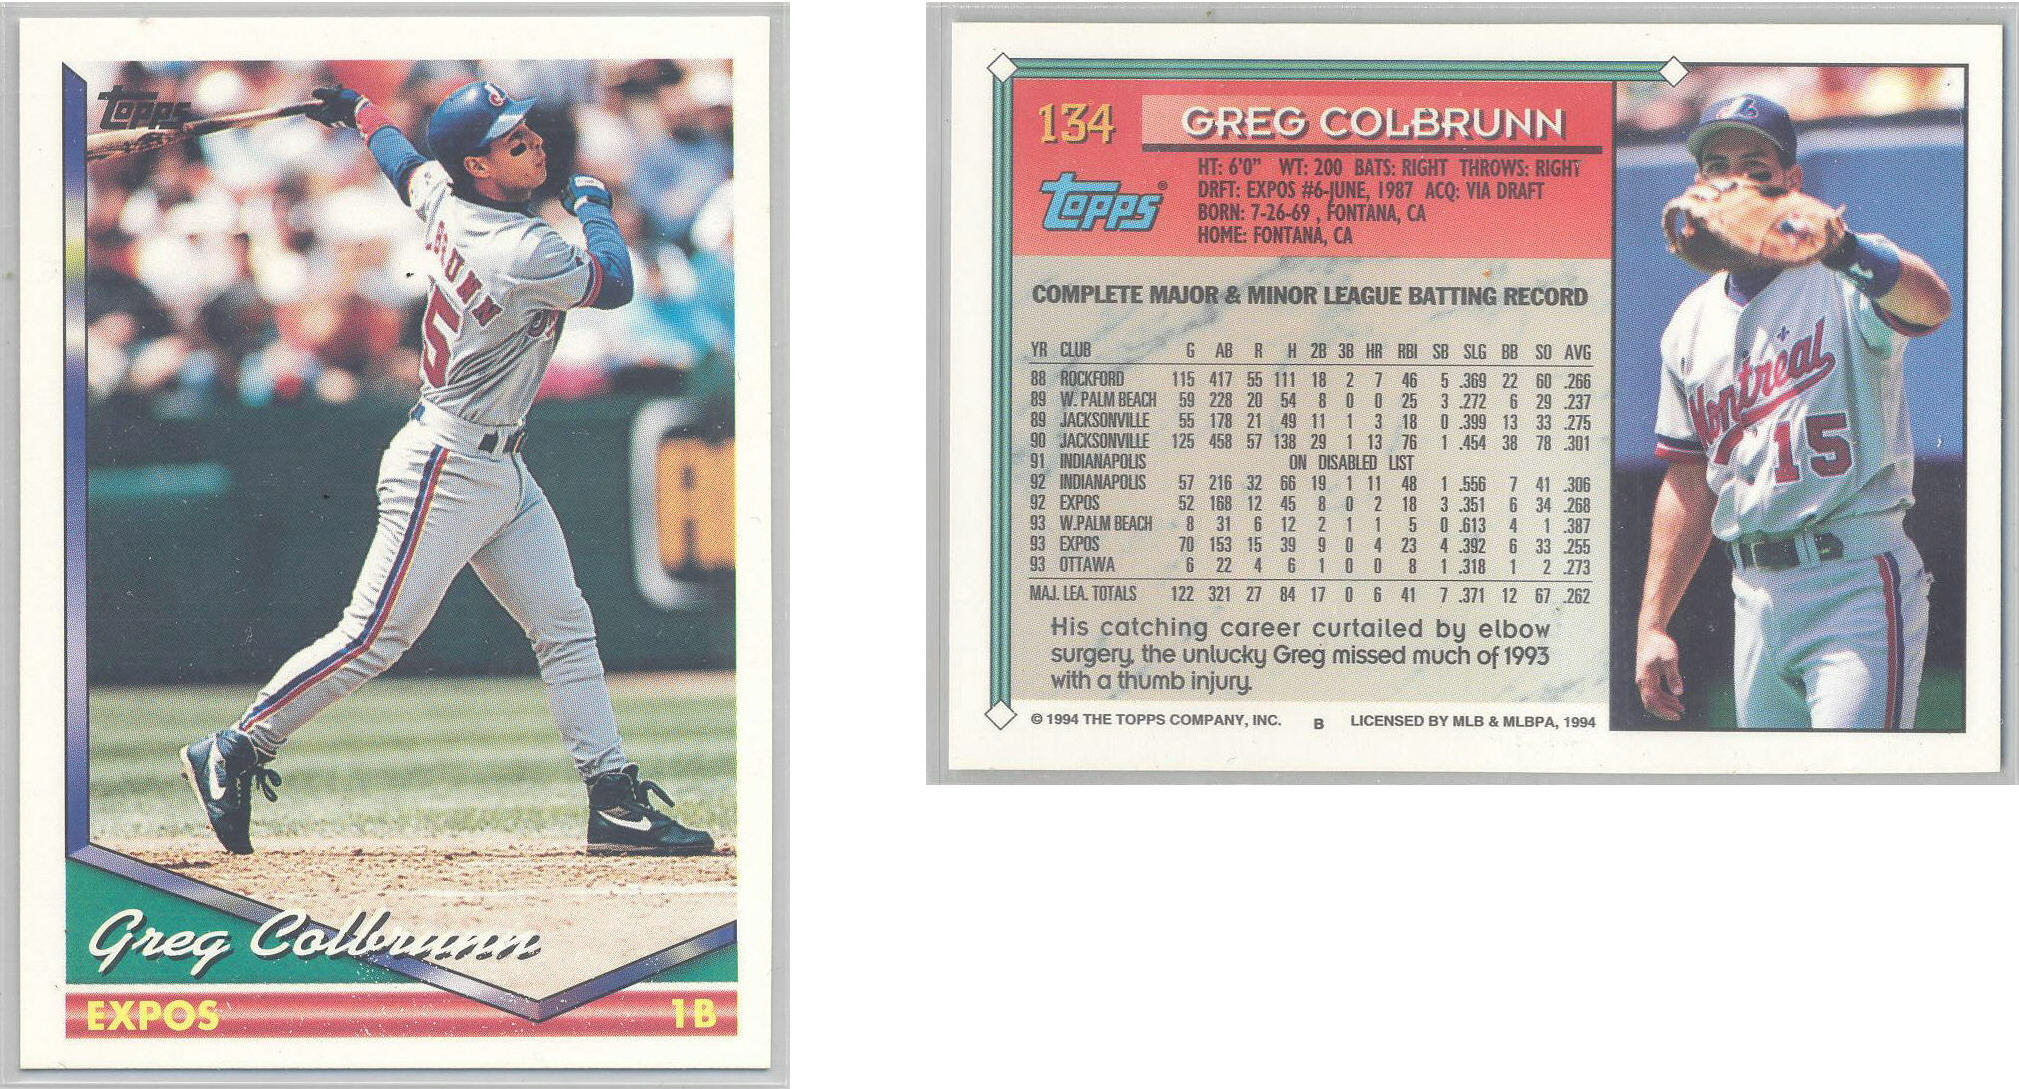 topps
Greg Colbrunn
EXPOS 1B
134 GREG COLBRUNN
topps®
HT: 6'0" WT: 200 BATS: RIGHT THROWS: RIGHT
DRFT: EXPOS #6-JUNE, 1987 ACQ: VIA DRAFT
BORN: 7-26-69 , FONTANA, CA
HOME: FONTANA, CA
COMPLETE MAJOR & MINOR LEAGUE BATTING RECORD
YR CLUB G AB R H 2B 3B HR RBI SB SLG BB SO AVG
88 ROCKFORD 115 417 55 111 18 2 7 46 5 .369 22 60 .266
89 W. PALM BEACH 59 228 20 54 8 0 0 25 3 .272 6 29 .237
89 JACKSONVILLE 55 178 21 49 11 1 3 18 0 .399 13 33 .275
90 JACKSONVILLE 125 458 57 138 29 1 13 76 1 .454 38 78 .301
91 INDIANAPOLIS ON DISABLED LIST
92 INDIANAPOLIS 57 216 32 66 19 1 11 48 1 .556 7 41 .306
92 EXPOS 52 168 12 45 8 0 2 18 3 .351 6 34 .268
93 W.PALM BEACH 8 31 6 12 2 1 1 5 0 .613 4 1 .387
93 EXPOS 70 153 15 39 9 0 4 23 4 .392 6 33 .255
93 OTTAWA 6 22 4 6 1 0 0 8 1 .318 1 2 .273
MAJ. LEA. TOTALS 122 321 27 84 17 0 6 41 7 .371 12 67 .262
His catching career curtailed by elbow
surgery, the unlucky Greg missed much of 1993
with a thumb injury.
© 1994 THE TOPPS COMPANY, INC. B LICENSED BY MLB & MLBPA, 1994
Montreal
15